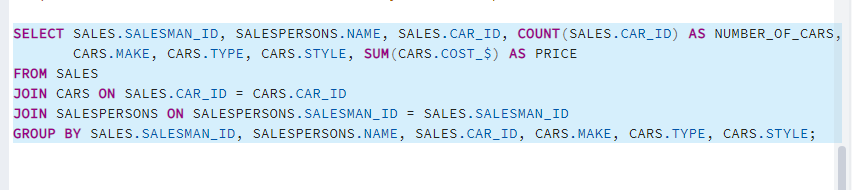 SELECT SALES.SALESMAN_ID, SALESPERSONS.NAME, SALES.CAR_ID, COUNT(SALES.CAR_ID) AS NUMBER_OF_CARS,
CARS.MAKE, CARS.TYPE, CARS.STYLE, SUM(CARS.COST_$) AS PRICE
FROM SALES
JOIN CARS ON SALES.CAR_ID = CARS.CAR_ID
JOIN SALESPERSONS ON SALESPERSONS.SALESMAN_ID = SALES.SALESMAN_ID
GROUP BY SALES.SALESMAN_ID, SALESPERSONS.NAME, SALES.CAR_ID, CARS.MAKE, CARS.TYPE, CARS.STYLE;